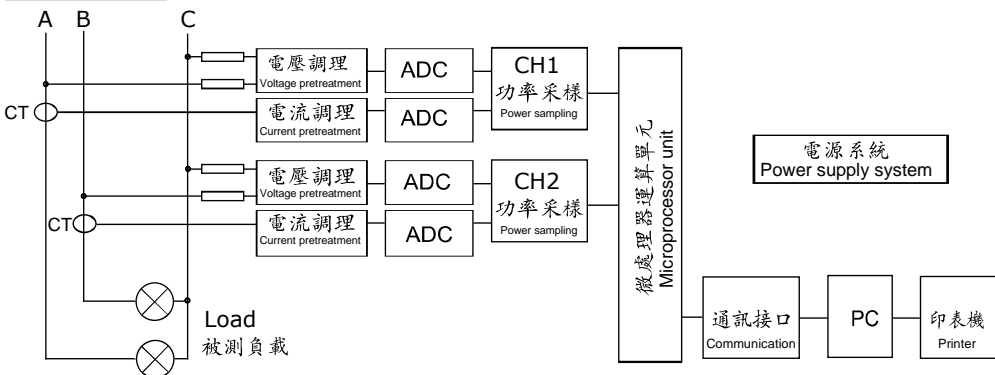 A B C
電壓調理
Voltage pretreatment
ADC
CH1
功率采樣
Power sampling
CT
電流調理
Current pretreatment
ADC
電壓調理
Voltage pretreatment
ADC
CH2
功率采樣
Power sampling
CT
電流調理
Current pretreatment
ADC
微處理器運算單元
Microprocessor unit
電源系統
Power supply system
Load
被測負載
通訊接口
Communication
PC
印表機
Printer